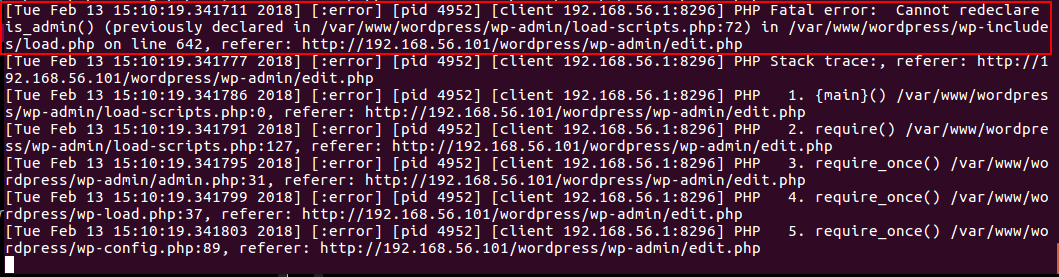 [Tue Feb 13 15:10:19.341711 2018] [:error] [pid 4952] [client 192.168.56.1:8296] PHP Fatal error:  Cannot redeclare
is_admin() (previously declared in /var/www/wordpress/wp-admin/load-scripts.php:72) in /var/www/wordpress/wp-include
s/load.php on line 642, referer: http://192.168.56.101/wordpress/wp-admin/edit.php
[Tue Feb 13 15:10:19.341777 2018] [:error] [pid 4952] [client 192.168.56.1:8296] PHP Stack trace:, referer: http://1
92.168.56.101/wordpress/wp-admin/edit.php
[Tue Feb 13 15:10:19.341786 2018] [:error] [pid 4952] [client 192.168.56.1:8296] PHP   1. {main}() /var/www/wordpres
s/wp-admin/load-scripts.php:0, referer: http://192.168.56.101/wordpress/wp-admin/edit.php
[Tue Feb 13 15:10:19.341791 2018] [:error] [pid 4952] [client 192.168.56.1:8296] PHP   2. require() /var/www/wordpre
ss/wp-admin/load-scripts.php:127, referer: http://192.168.56.101/wordpress/wp-admin/edit.php
[Tue Feb 13 15:10:19.341795 2018] [:error] [pid 4952] [client 192.168.56.1:8296] PHP   3. require_once() /var/www/wo
rdpress/wp-admin/admin.php:31, referer: http://192.168.56.101/wordpress/wp-admin/edit.php
[Tue Feb 13 15:10:19.341799 2018] [:error] [pid 4952] [client 192.168.56.1:8296] PHP   4. require_once() /var/www/wo
rdpress/wp-load.php:37, referer: http://192.168.56.101/wordpress/wp-admin/edit.php
[Tue Feb 13 15:10:19.341803 2018] [:error] [pid 4952] [client 192.168.56.1:8296] PHP   5. require_once() /var/www/wo
rdpress/wp-config.php:89, referer: http://192.168.56.101/wordpress/wp-admin/edit.php